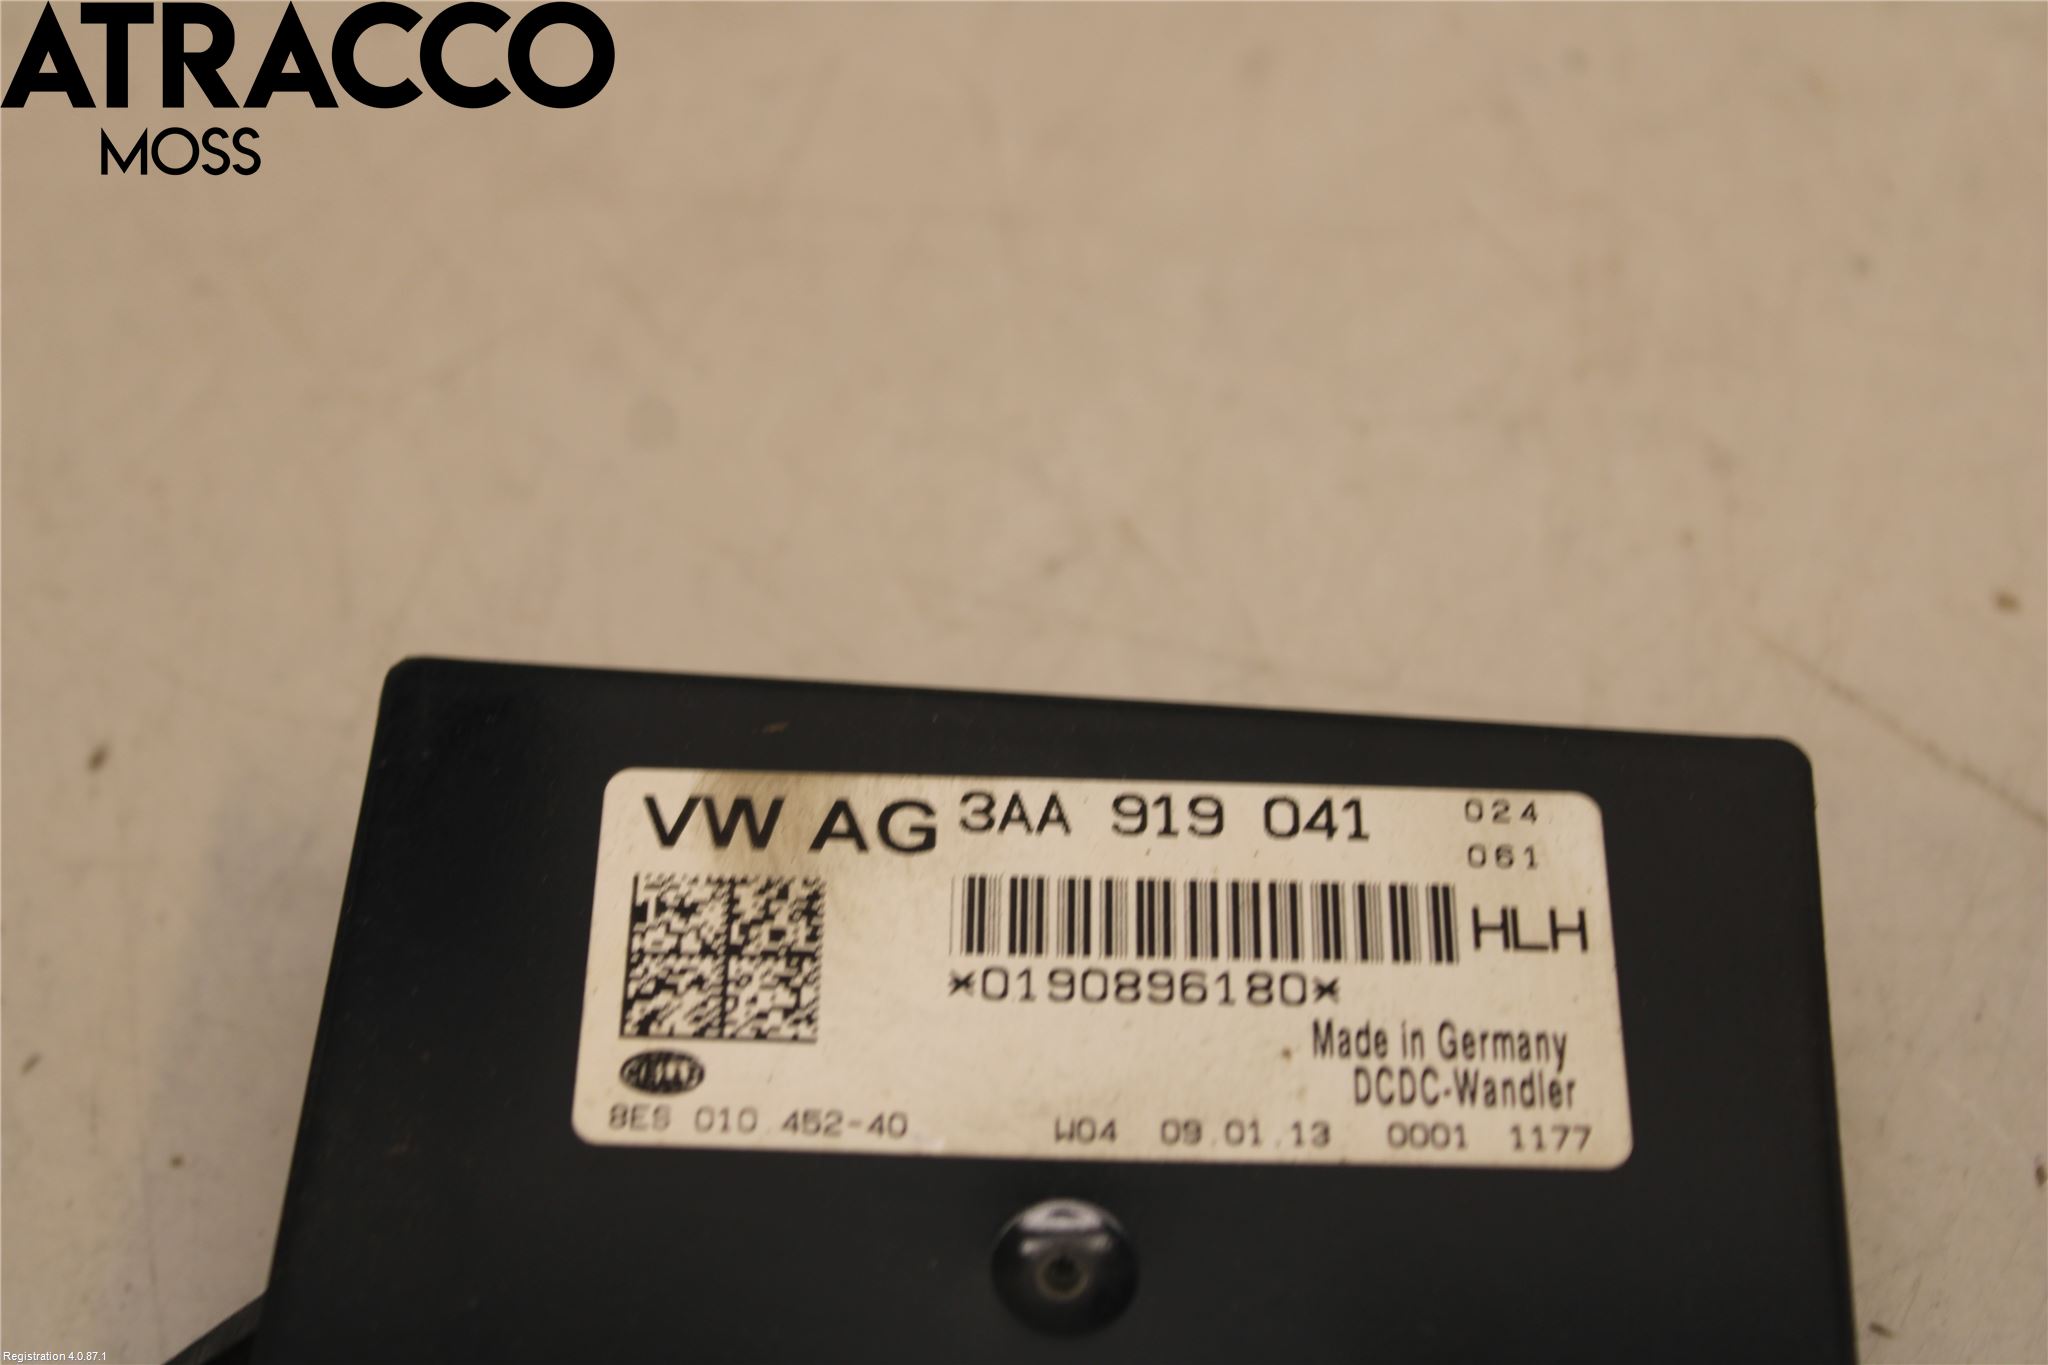 ATRACCO
MOSS
VW AG 3AA 919 041 024
061
HLH
*0190896180*
Made in Germany
DCDC-Wandler
HELLA
8ES 010 452-40 W04 09.01.13 0001 1177
Registration 4.0.87.1